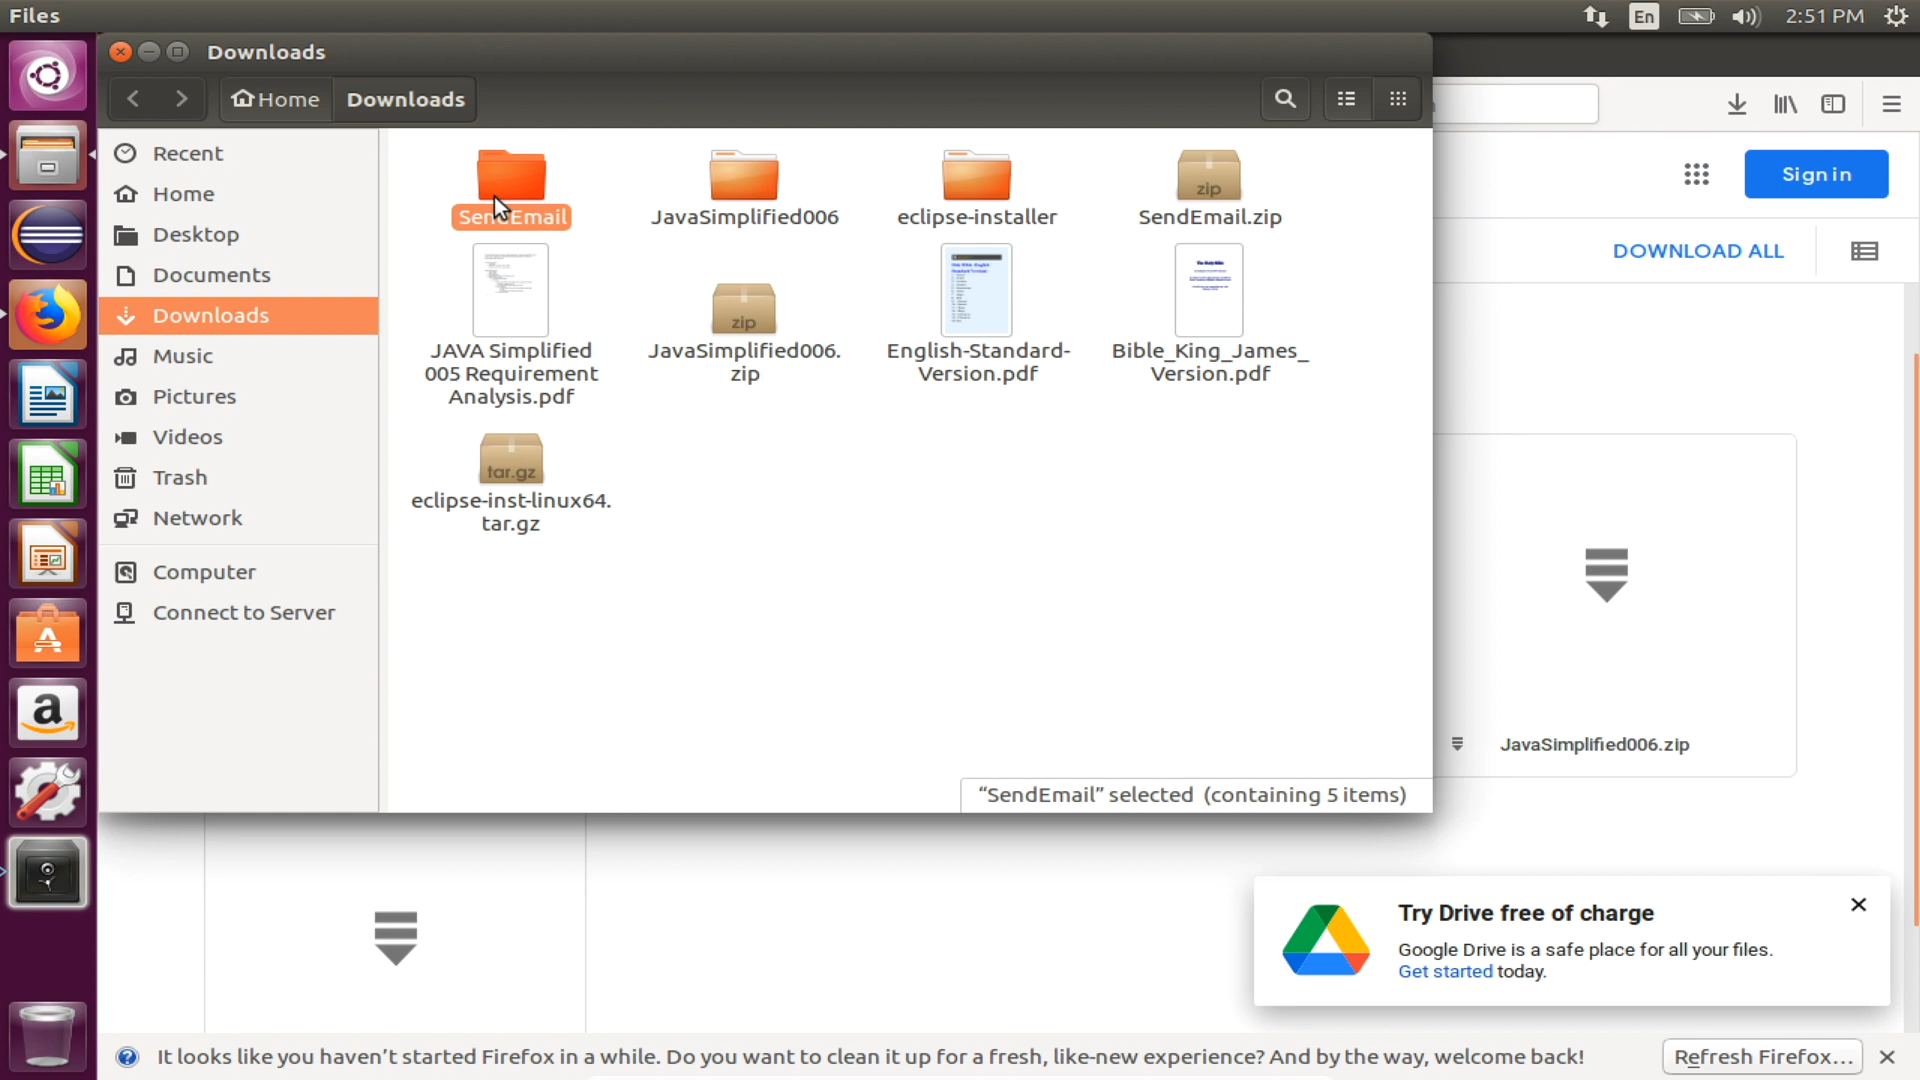 Files
En
2:51 PM
Downloads
Home
Downloads
Recent
Home
Desktop
Documents
Downloads
Music
Pictures
Videos
Trash
Network
Computer
Connect to Server
SendEmail
JavaSimplified006
eclipse-installer
zip
SendEmail.zip
JAVA Simplified
005 Requirement
Analysis.pdf
zip
JavaSimplified006.
zip
English-Standard-
Version.pdf
Bible_King_James_
Version.pdf
tar.gz
eclipse-inst-linux64.
tar.gz
"SendEmail" selected (containing 5 items)
Sign in
DOWNLOAD ALL
JavaSimplified006.zip
Try Drive free of charge
Google Drive is a safe place for all your files.
Get started today.
It looks like you haven't started Firefox in a while. Do you want to clean it up for a fresh, like-new experience? And by the way, welcome back!
Refresh Firefox...